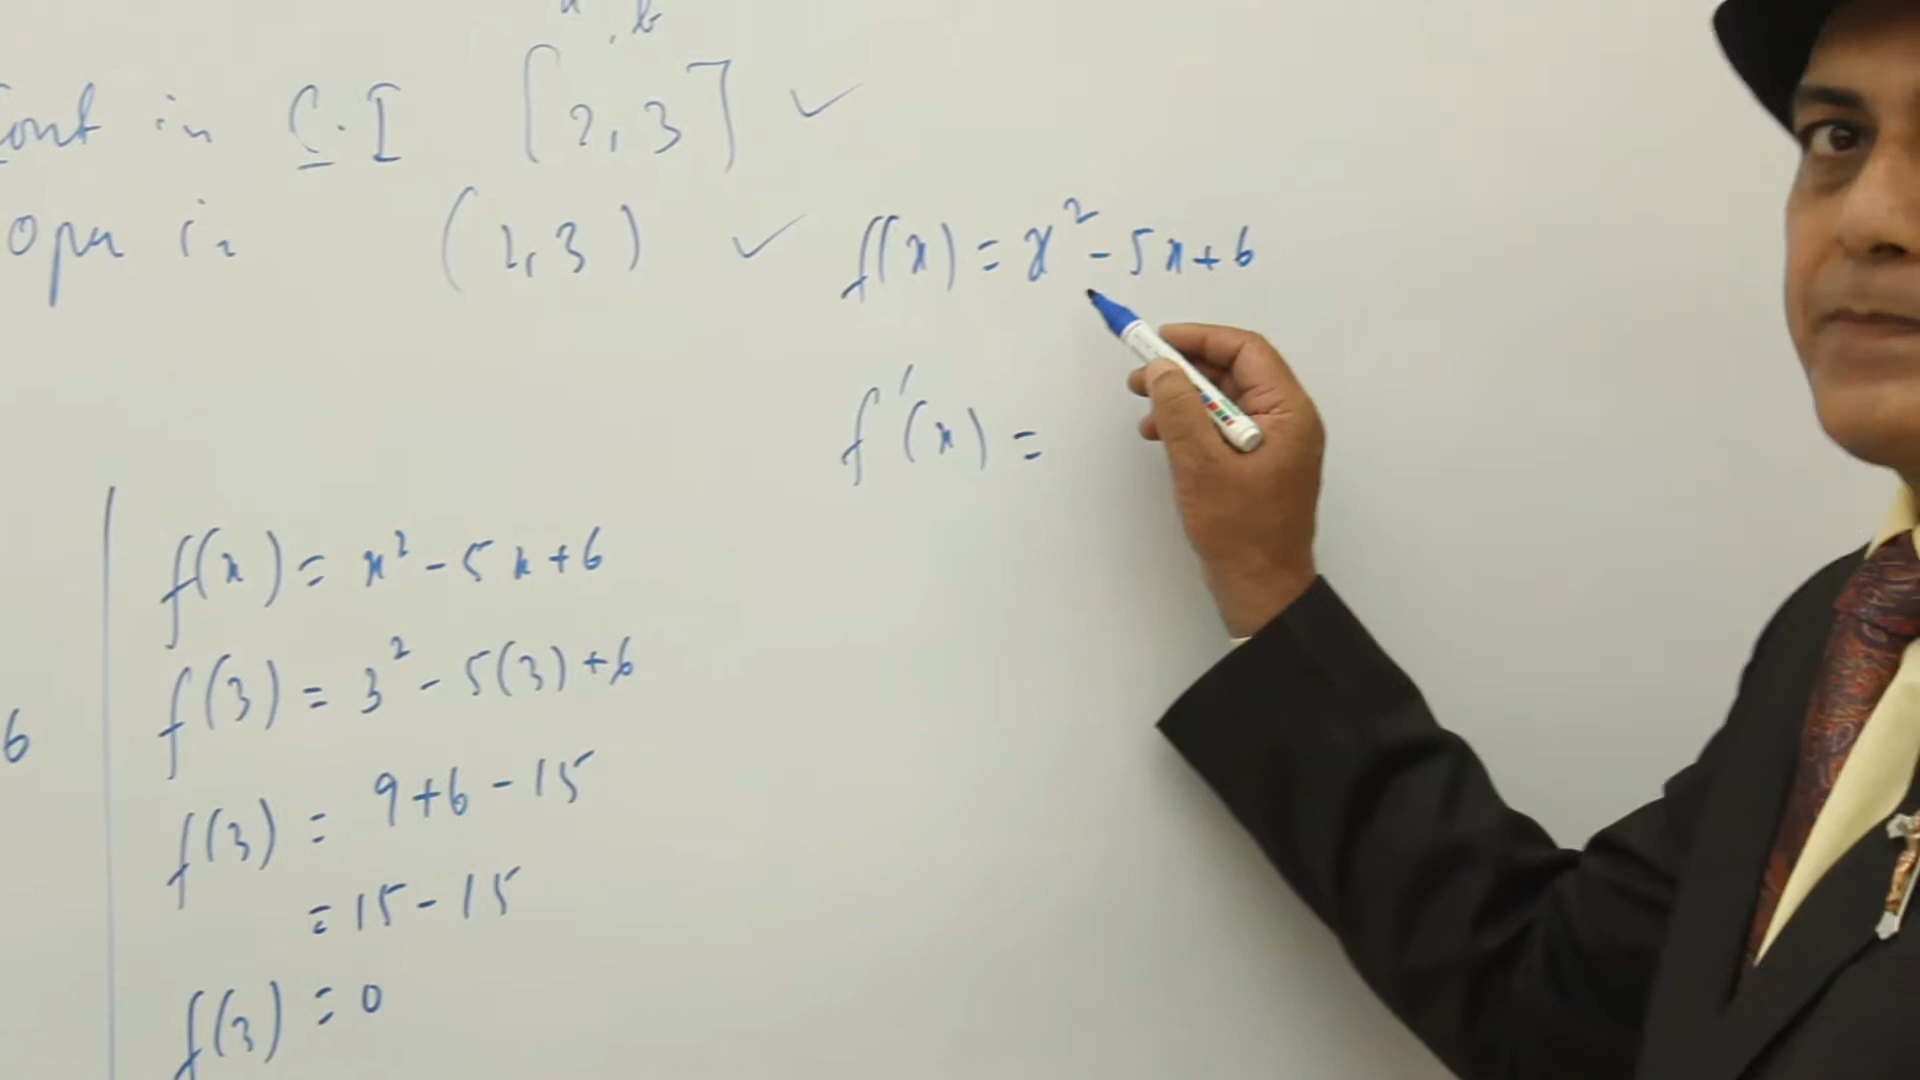 a, b
Cont in C.I [2,3] ✓
open in (2,3) ✓
f(x) = x² - 5x + 6
f'(x) =
f(x) = x² - 5x + 6
f(3) = 3² - 5(3) + 6
6
f(3) = 9 + 6 - 15
= 15 - 15
f(3) = 0